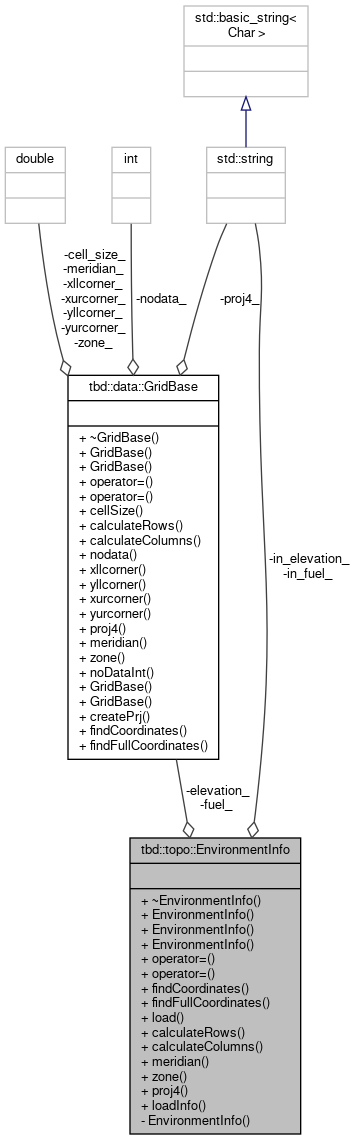 std::basic_string<
Char >
double
int
std::string
-cell_size_
-meridian_
-xllcorner_
-xurcorner_
-yllcorner_
-yurcorner_
-zone_
-nodata_
-proj4_
tbd::data::GridBase
+ ~GridBase()
+ GridBase()
+ GridBase()
+ operator=()
+ operator=()
+ cellSize()
+ calculateRows()
+ calculateColumns()
+ nodata()
+ xllcorner()
+ yllcorner()
+ xurcorner()
+ yurcorner()
+ proj4()
+ meridian()
+ zone()
+ noDataInt()
+ GridBase()
+ GridBase()
+ createPrj()
+ findCoordinates()
+ findFullCoordinates()
-in_elevation_
-in_fuel_
-elevation_
-fuel_
tbd::topo::EnvironmentInfo
+ ~EnvironmentInfo()
+ EnvironmentInfo()
+ EnvironmentInfo()
+ EnvironmentInfo()
+ operator=()
+ operator=()
+ findCoordinates()
+ findFullCoordinates()
+ load()
+ calculateRows()
+ calculateColumns()
+ meridian()
+ zone()
+ proj4()
+ loadInfo()
- EnvironmentInfo()